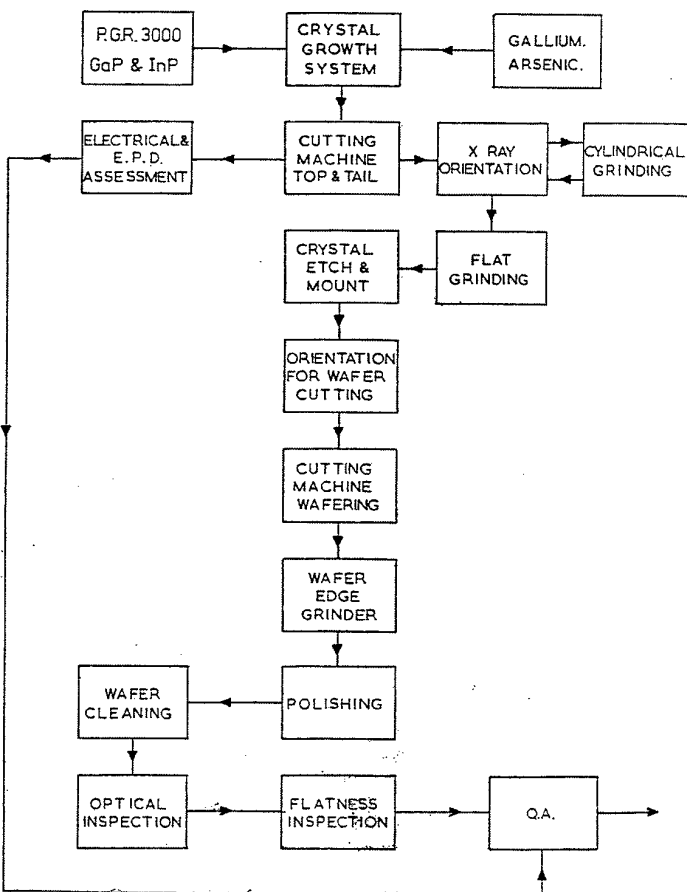 P.G.R. 3000
GaP & InP
CRYSTAL
GROWTH
SYSTEM
GALLIUM.
ARSENIC.
ELECTRICAL &
E.P.D.
ASSESSMENT
CUTTING
MACHINE
TOP & TAIL
X RAY
ORIENTATION
CYLINDRICAL
GRINDING
CRYSTAL
ETCH &
MOUNT
FLAT
GRINDING
ORIENTATION
FOR WAFER
CUTTING
CUTTING
MACHINE
WAFERING
WAFER
EDGE
GRINDER
WAFER
CLEANING
POLISHING
OPTICAL
INSPECTION
FLATNESS
INSPECTION
Q.A.